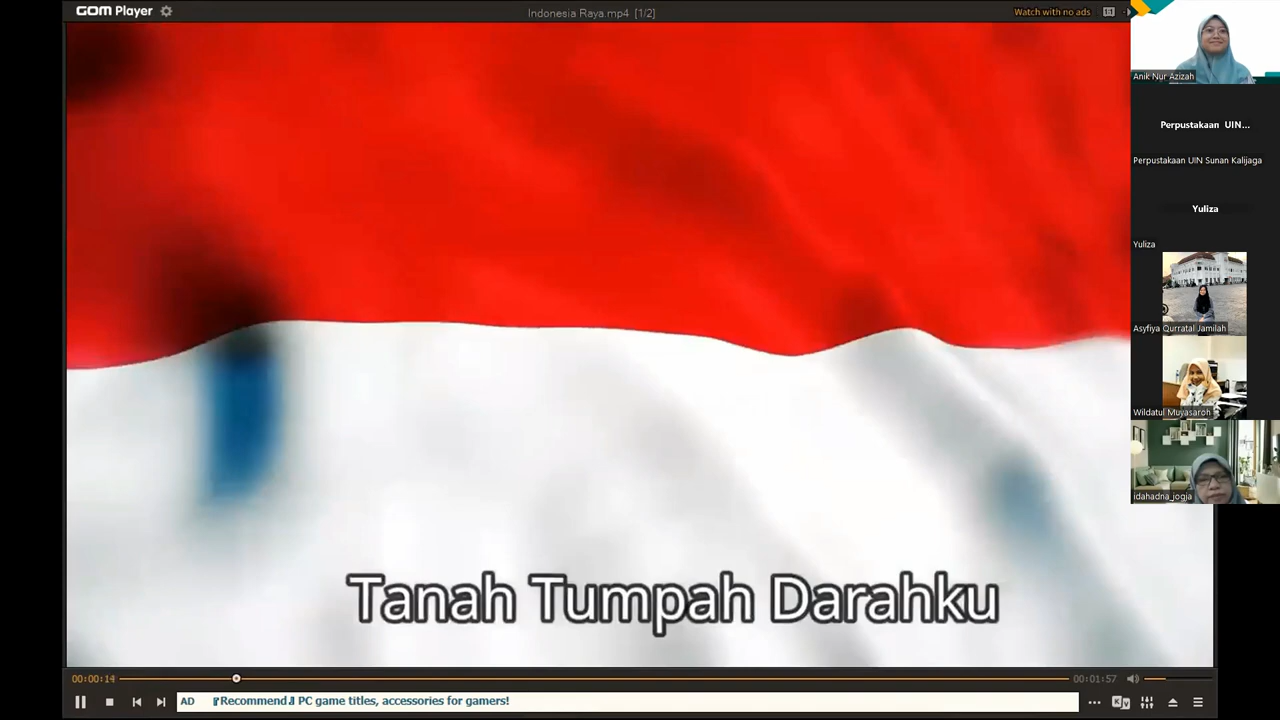 GOM Player
Indonesia Raya.mp4 [1/2]
Watch with no ads
Anik Nur Azizah
Perpustakaan UIN...
Perpustakaan UIN Sunan Kalijaga
Yuliza
Yuliza
Asyfiya Qurratal Jamilah
Wildatul Muyasaroh
idahadna_jogja
Tanah Tumpah Darahku
00:00:14
00:01:57
AD 『Recommend』 PC game titles, accessories for gamers!